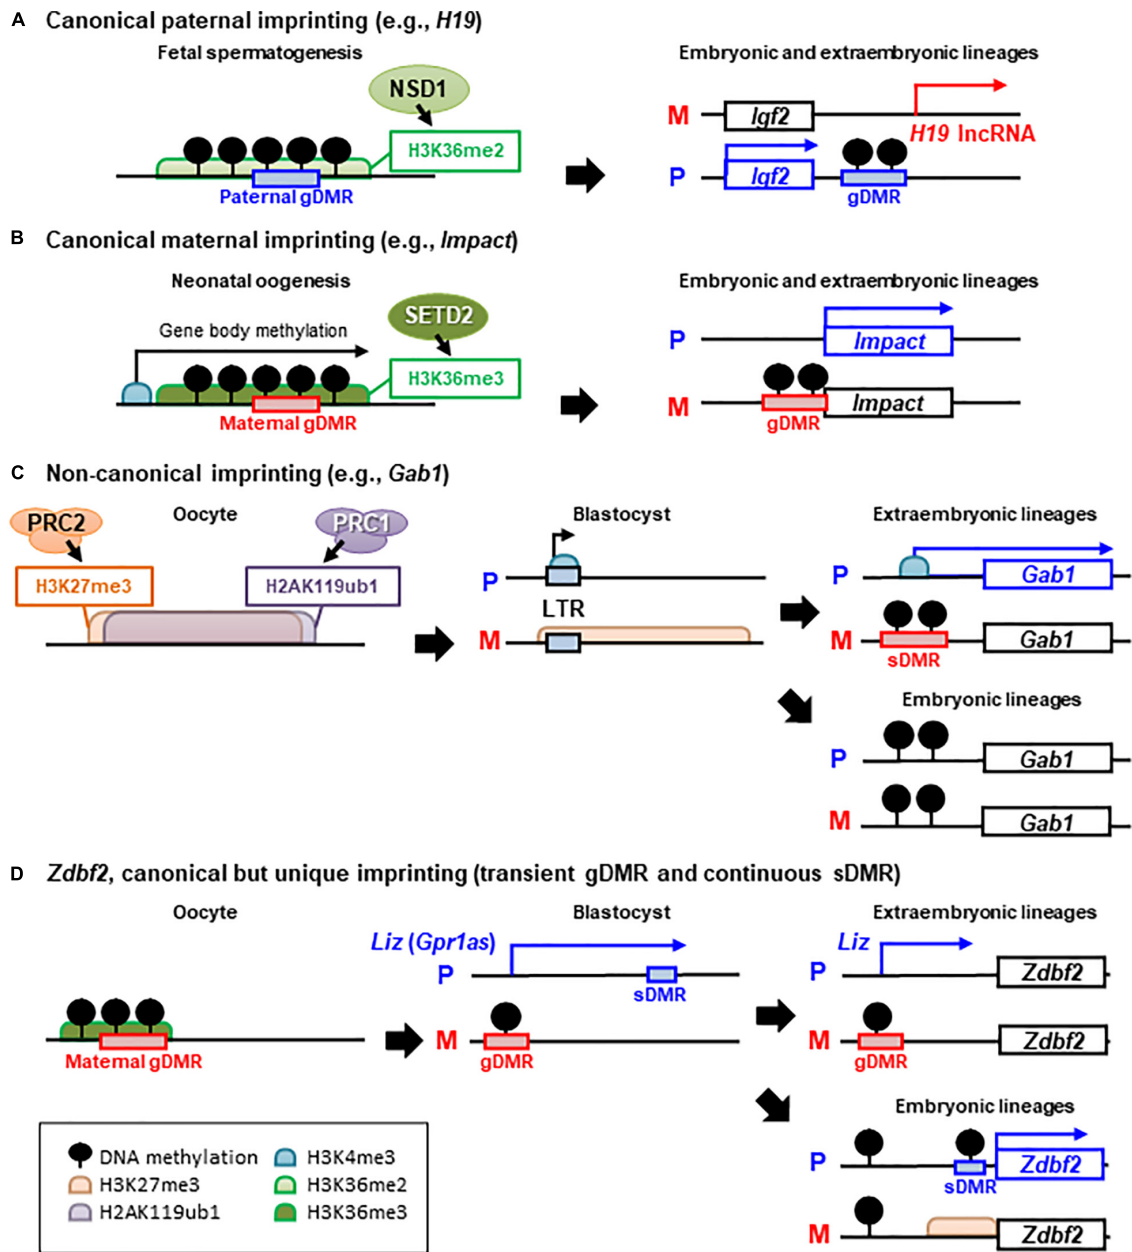 A Canonical paternal imprinting (e.g., H19)
Fetal spermatogenesis
NSD1
H3K36me2
Paternal gDMR
Embryonic and extraembryonic lineages
M Igf2
H19 lncRNA
P Igf2
gDMR
B Canonical maternal imprinting (e.g., Impact)
Neonatal oogenesis
SETD2
Gene body methylation
H3K36me3
Maternal gDMR
Embryonic and extraembryonic lineages
P Impact
M Impact
gDMR
C Non-canonical imprinting (e.g., Gab1)
Oocyte
PRC2
PRC1
H3K27me3
H2AK119ub1
Blastocyst
P
LTR
M
Extraembryonic lineages
P Gab1
M Gab1
sDMR
Embryonic lineages
P Gab1
M Gab1
D Zdbf2, canonical but unique imprinting (transient gDMR and continuous sDMR)
Oocyte
Maternal gDMR
Blastocyst
Liz (Gpr1as)
P
sDMR
M
gDMR
Extraembryonic lineages
Liz
P Zdbf2
M Zdbf2
gDMR
Embryonic lineages
P Zdbf2
sDMR
M Zdbf2
DNA methylation
H3K4me3
H3K27me3
H3K36me2
H2AK119ub1
H3K36me3